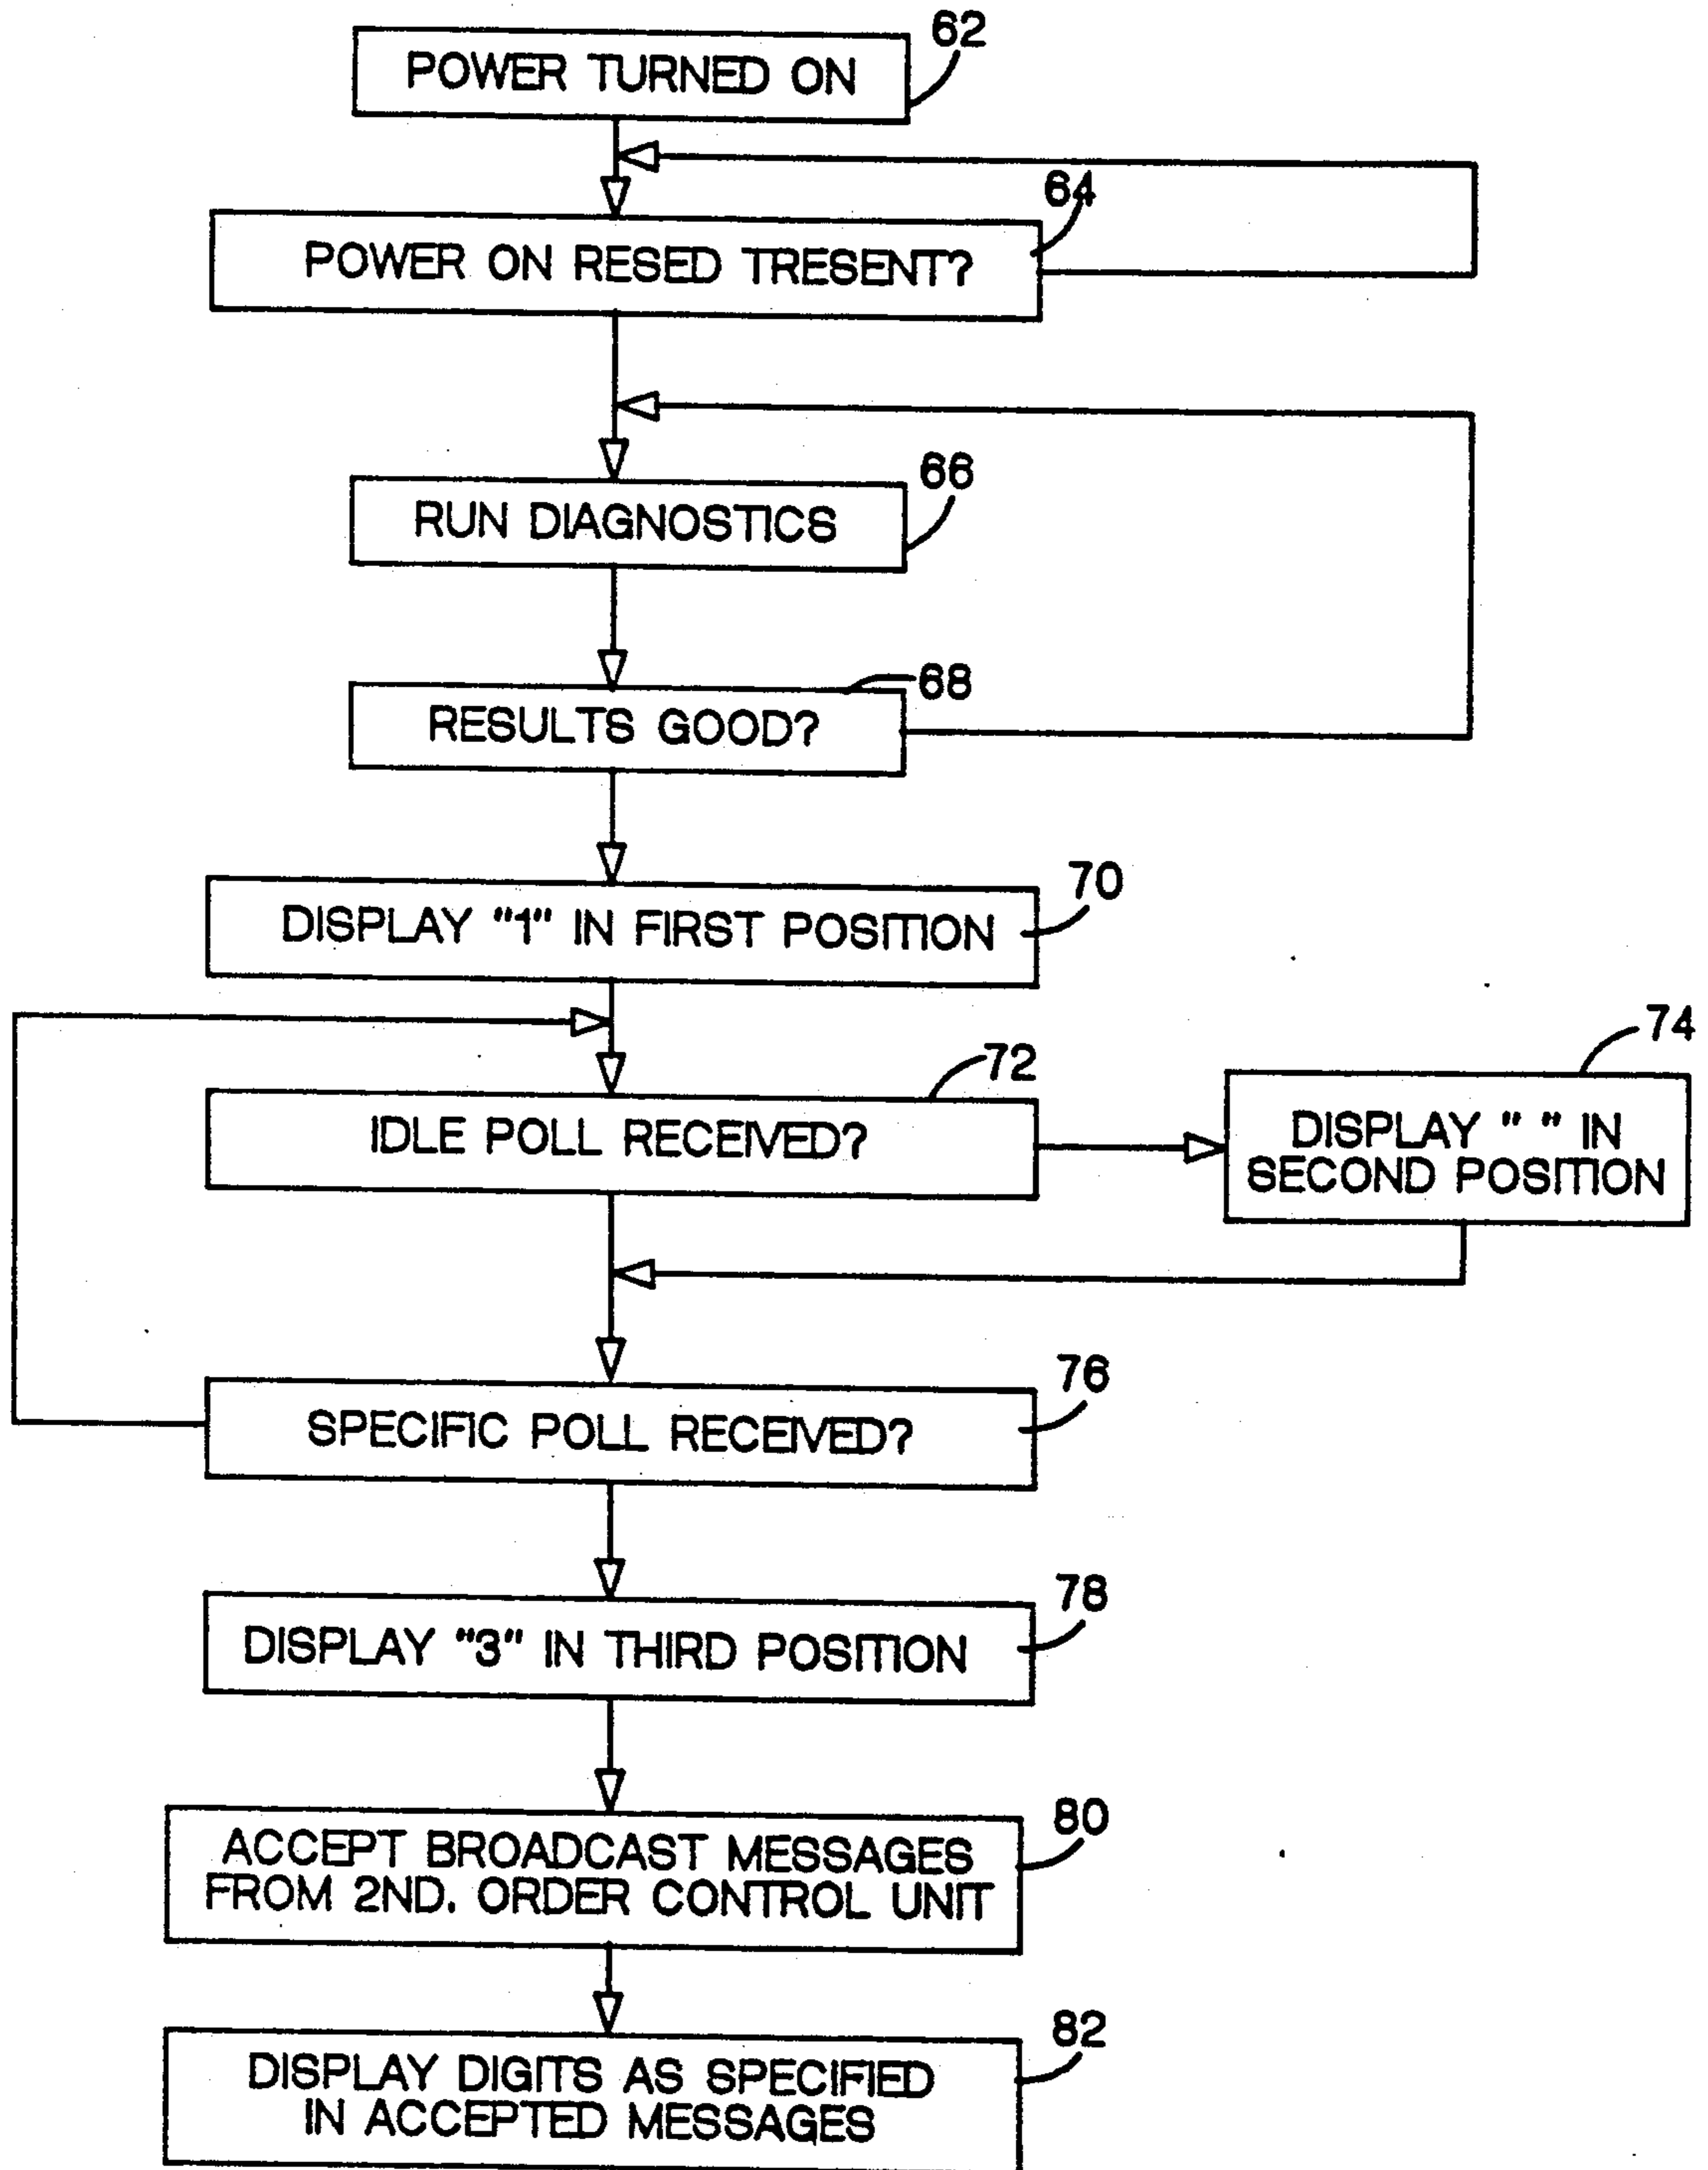 POWER TURNED ON
62
POWER ON RESED TRESENT?
64
RUN DIAGNOSTICS
66
RESULTS GOOD?
68
DISPLAY "1" IN FIRST POSITION
70
IDLE POLL RECEIVED?
72
DISPLAY " " IN
SECOND POSITION
74
SPECIFIC POLL RECEIVED?
76
DISPLAY "3" IN THIRD POSITION
78
ACCEPT BROADCAST MESSAGES
FROM 2ND. ORDER CONTROL UNIT
80
DISPLAY DIGITS AS SPECIFIED
IN ACCEPTED MESSAGES
82